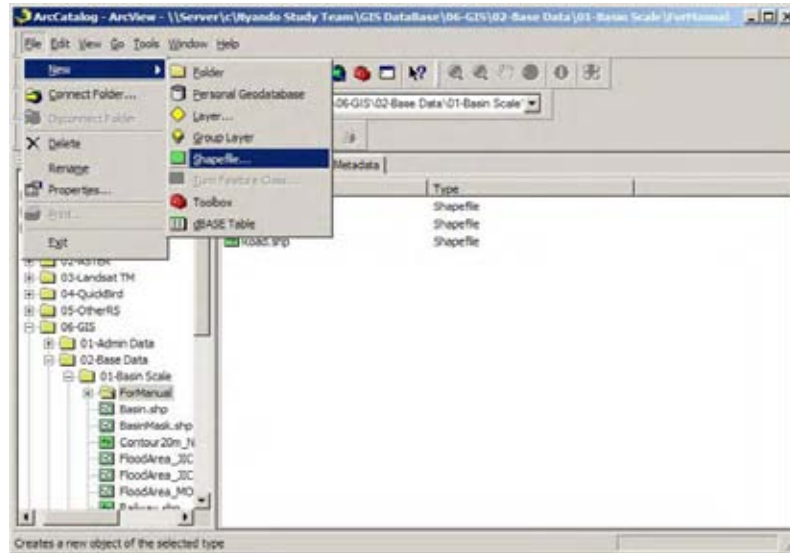 ArcCatalog - ArcView - \\Server\c\Nyando Study Team\GIS DataBase\06-GIS\02-Base Data\01-Basin Scale\ForManual
File Edit View Go Tools Window Help
New
Connect Folder...
Disconnect Folder
Delete
Rename
Properties...
Print...
Exit
Folder
Personal Geodatabase
Layer...
Group Layer
Shapefile...
Turn Feature Class...
Toolbox
dBASE Table
\06-GIS\02-Base Data\01-Basin Scale\
Metadata
Type
Shapefile
Shapefile
Road.shp Shapefile
02-ASTER
03-Landsat TM
04-QuickBird
05-OtherRS
06-GIS
01-Admin Data
02-Base Data
01-Basin Scale
ForManual
Basin.shp
BasinMask.shp
Contour20m_N
FloodArea_JIC
FloodArea_JIC
FloodArea_MO
Railway.shp
Creates a new object of the selected type